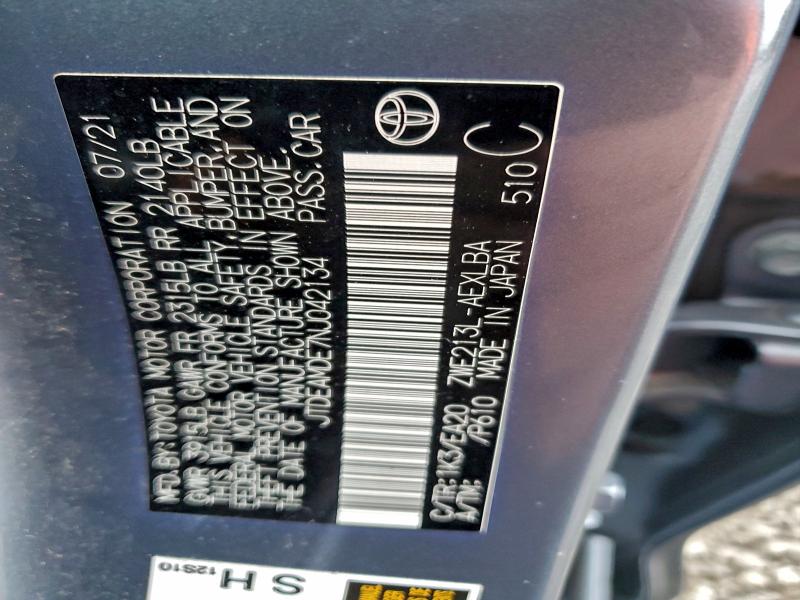 MFD.BY:TOYOTA MOTOR CORPORATION 07/21
GVWR 3915LB GAWR FR 2315LB RR 2140LB
THIS VEHICLE CONFORMS TO ALL APPLICABLE
FEDERAL MOTOR VEHICLE SAFETY, BUMPER, AND
THEFT PREVENTION STANDARDS IN EFFECT ON
THE DATE OF MANUFACTURE SHOWN ABOVE.
JTDEAMDE7NJ042134 PASS. CAR
C/TR:1K3/EA20 ZWE213L-AEXLBA
A/TM: /P610 MADE IN JAPAN 510 C
S H
12S10